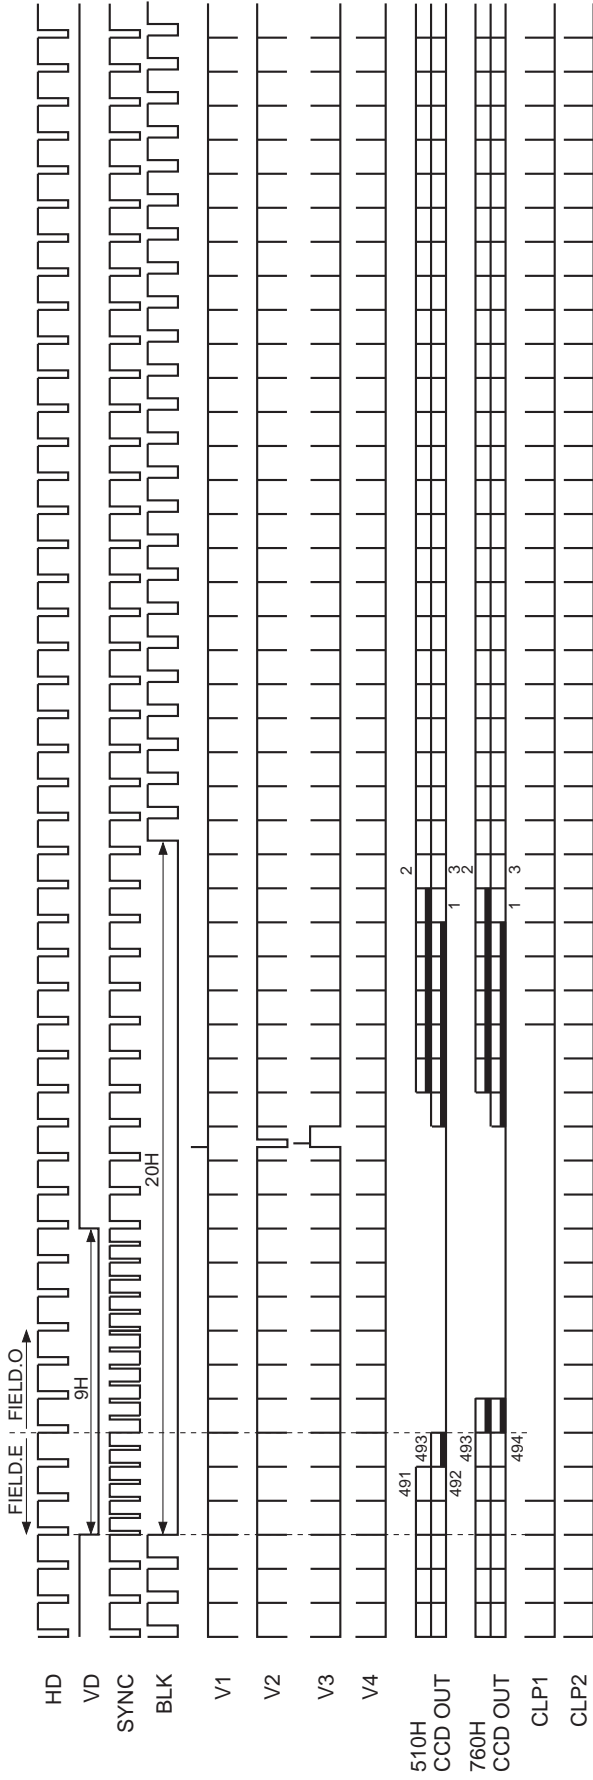 FIELD.E
FIELD.O
9H
20H
HD
VD
SYNC
BLK
V1
V2
V3
V4
510H
CCD OUT
491
493
492
2
1
3
760H
CCD OUT
493
494
2
1
3
CLP1
CLP2